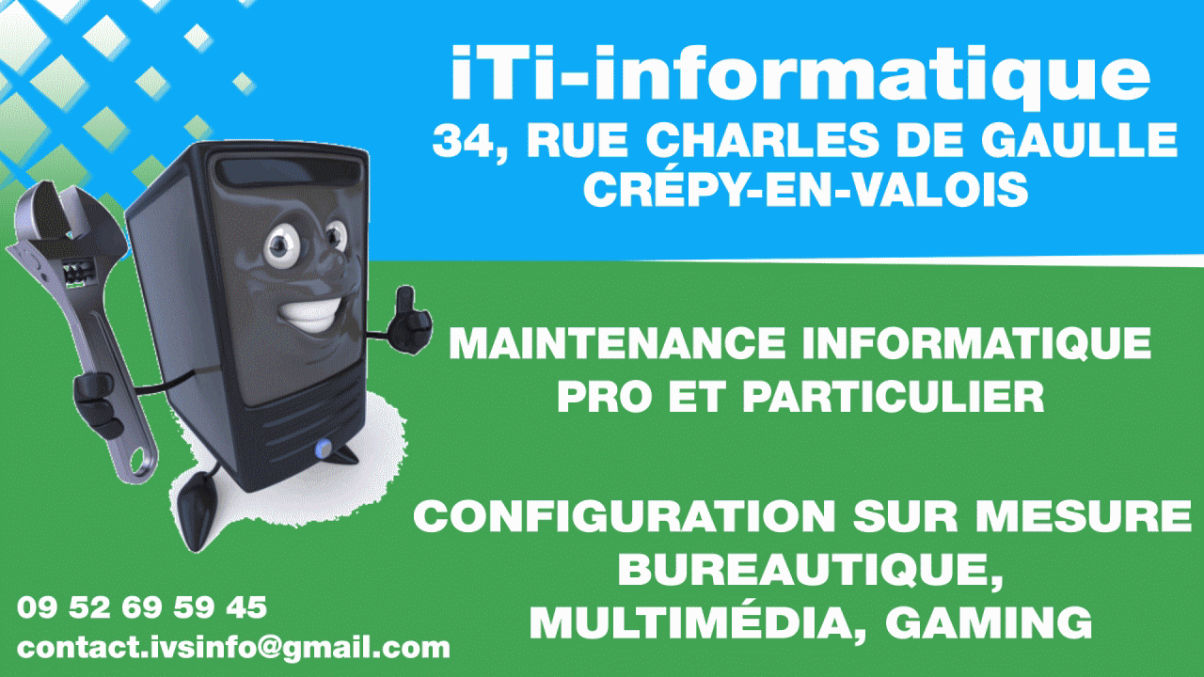 iTi-informatique
34, RUE CHARLES DE GAULLE
CRÉPY-EN-VALOIS
MAINTENANCE INFORMATIQUE
PRO ET PARTICULIER
CONFIGURATION SUR MESURE
BUREAUTIQUE,
MULTIMÉDIA, GAMING
09 52 69 59 45
contact.ivsinfo@gmail.com